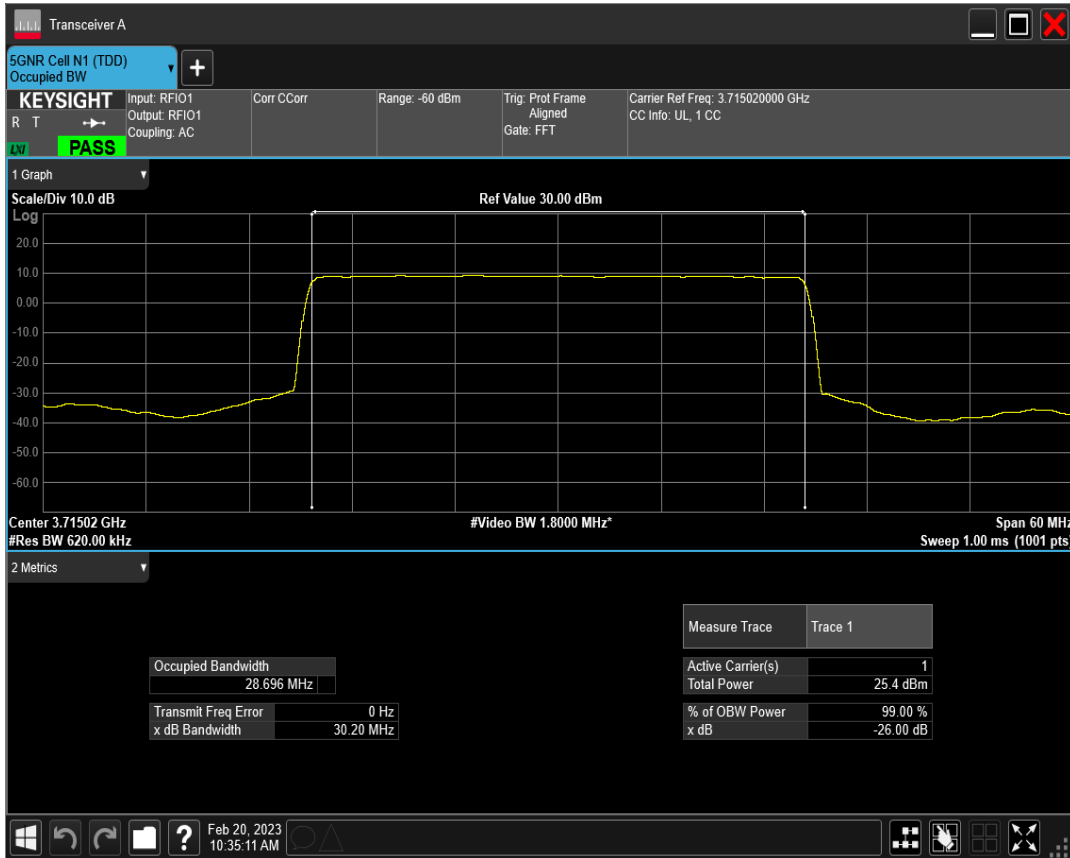 Transceiver A
5GNR Cell N1 (TDD)
Occupied BW
+
KEYSIGHT
R T
LXI
PASS
Input: RFIO1
Output: RFIO1
Coupling: AC
Corr CCorr
Range: -60 dBm
Trig: Prot Frame
Aligned
Gate: FFT
Carrier Ref Freq: 3.715020000 GHz
CC Info: UL, 1 CC
1 Graph
Scale/Div 10.0 dB
Ref Value 30.00 dBm
Log
20.0
10.0
0.00
-10.0
-20.0
-30.0
-40.0
-50.0
-60.0
Center 3.71502 GHz
#Video BW 1.8000 MHz*
Span 60 MHz
#Res BW 620.00 kHz
Sweep 1.00 ms (1001 pts)
2 Metrics
Measure Trace Trace 1
Occupied Bandwidth
28.696 MHz
Active Carrier(s) 1
Total Power 25.4 dBm
Transmit Freq Error 0 Hz
x dB Bandwidth 30.20 MHz
% of OBW Power 99.00 %
x dB -26.00 dB
?
Feb 20, 2023
10:35:11 AM